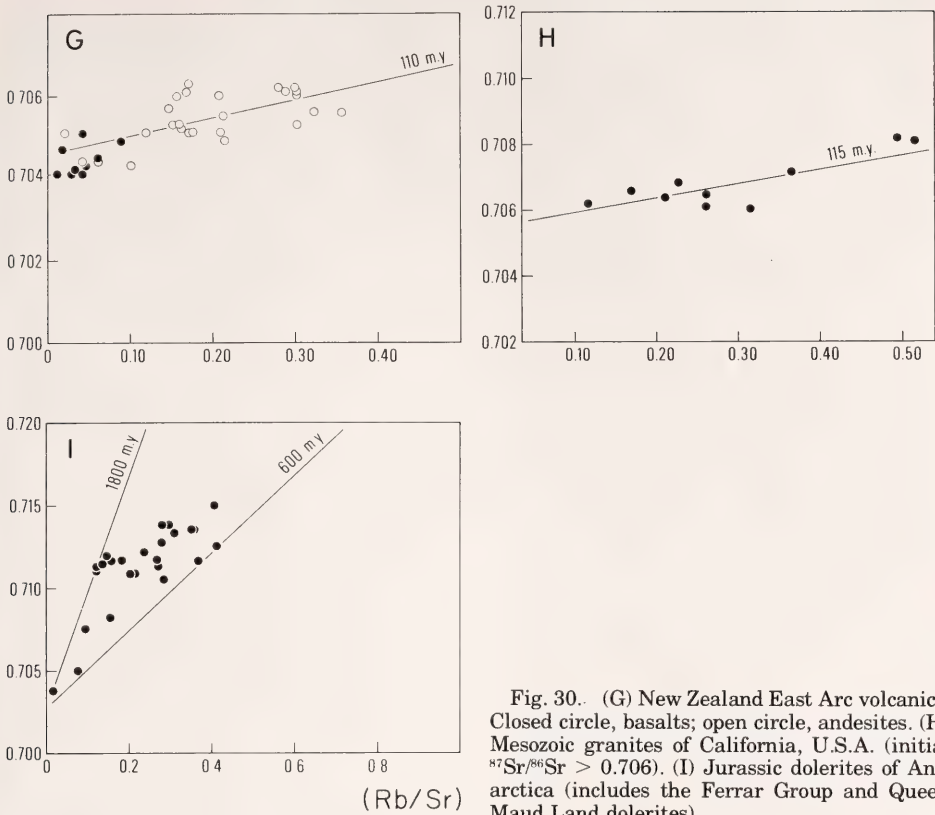 G
110 m.y
0.706
0.704
0 702
0 700
0
0.10
0.20
0.30
0.40
0.712
H
0.710
0.708
115 m.y.
0.706
0.704
0.702
0.10
0.20
0.30
0.40
0.50
0.720
I
1800 m.y
600 m.y
0.715
0.710
0.705
0.700
0
0.2
0 4
0 6
0 8
(Rb/Sr)
Fig. 30. (G) New Zealand East Arc volcanic
Closed circle, basalts; open circle, andesites. (H
Mesozoic granites of California, U.S.A. (initia
⁸⁷Sr/⁸⁶Sr > 0.706). (I) Jurassic dolerites of An
arctica (includes the Ferrar Group and Quee
Maud Land dolerites)